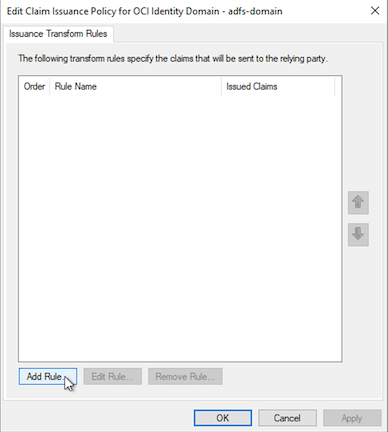 Edit Claim Issuance Policy for OCI Identity Domain - adfs-domain
Issuance Transform Rules
The following transform rules specify the claims that will be sent to the relying party.
Order Rule Name Issued Claims
Add Rule... Edit Rule... Remove Rule...
OK Cancel Apply